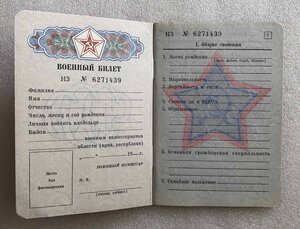 ВОЕННЫЙ БИЛЕТ
НЗ № 6271439
Фамилия
Имя
Отчество
Число, месяц и год рождения
Личная подпись владельца
Выдан
военным комиссариатом
области (края, республики)
ВОЕННЫЙ КОМИССАР
Место
для
фотокарточки
М. П.
НЗ № 6271439
1
I. Общие сведения
1. Место рождения
2. Национальность
3. Партийность и
4. Состоит ли в ВЛКСМ
5. Образование
6. Основная гражданская специальность
7. Семейное положение